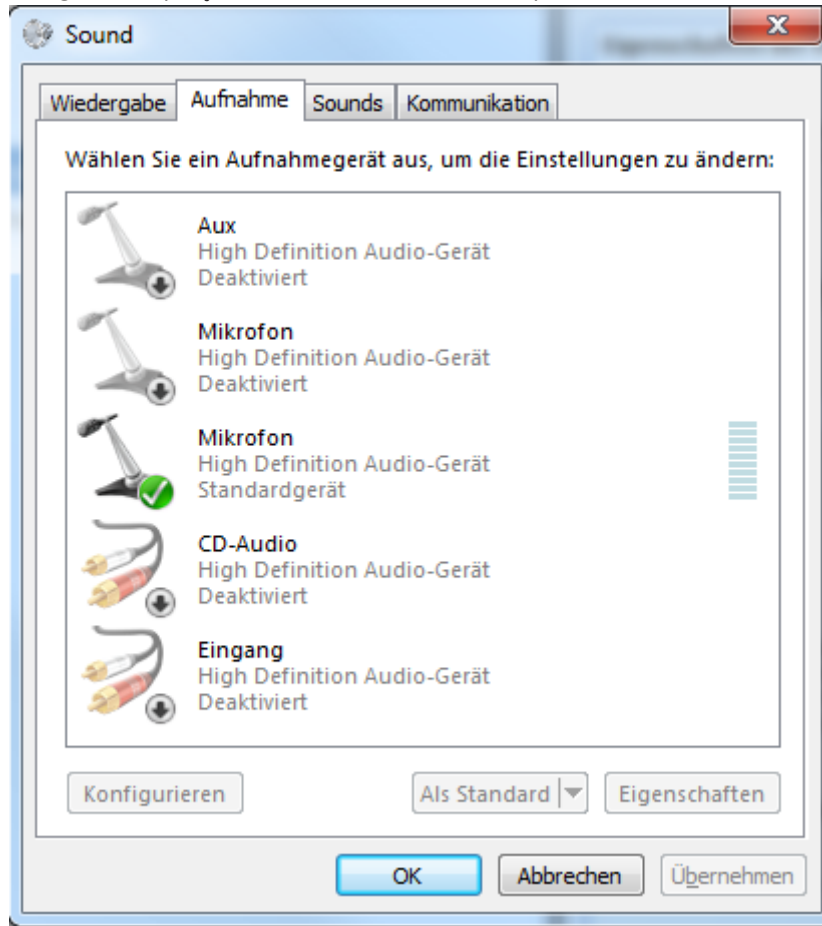 Sound
Wiedergabe Aufnahme Sounds Kommunikation
Wählen Sie ein Aufnahmegerät aus, um die Einstellungen zu ändern:
Aux
High Definition Audio-Gerät
Deaktiviert
Mikrofon
High Definition Audio-Gerät
Deaktiviert
Mikrofon
High Definition Audio-Gerät
Standardgerät
CD-Audio
High Definition Audio-Gerät
Deaktiviert
Eingang
High Definition Audio-Gerät
Deaktiviert
Konfigurieren Als Standard Eigenschaften
OK Abbrechen Übernehmen